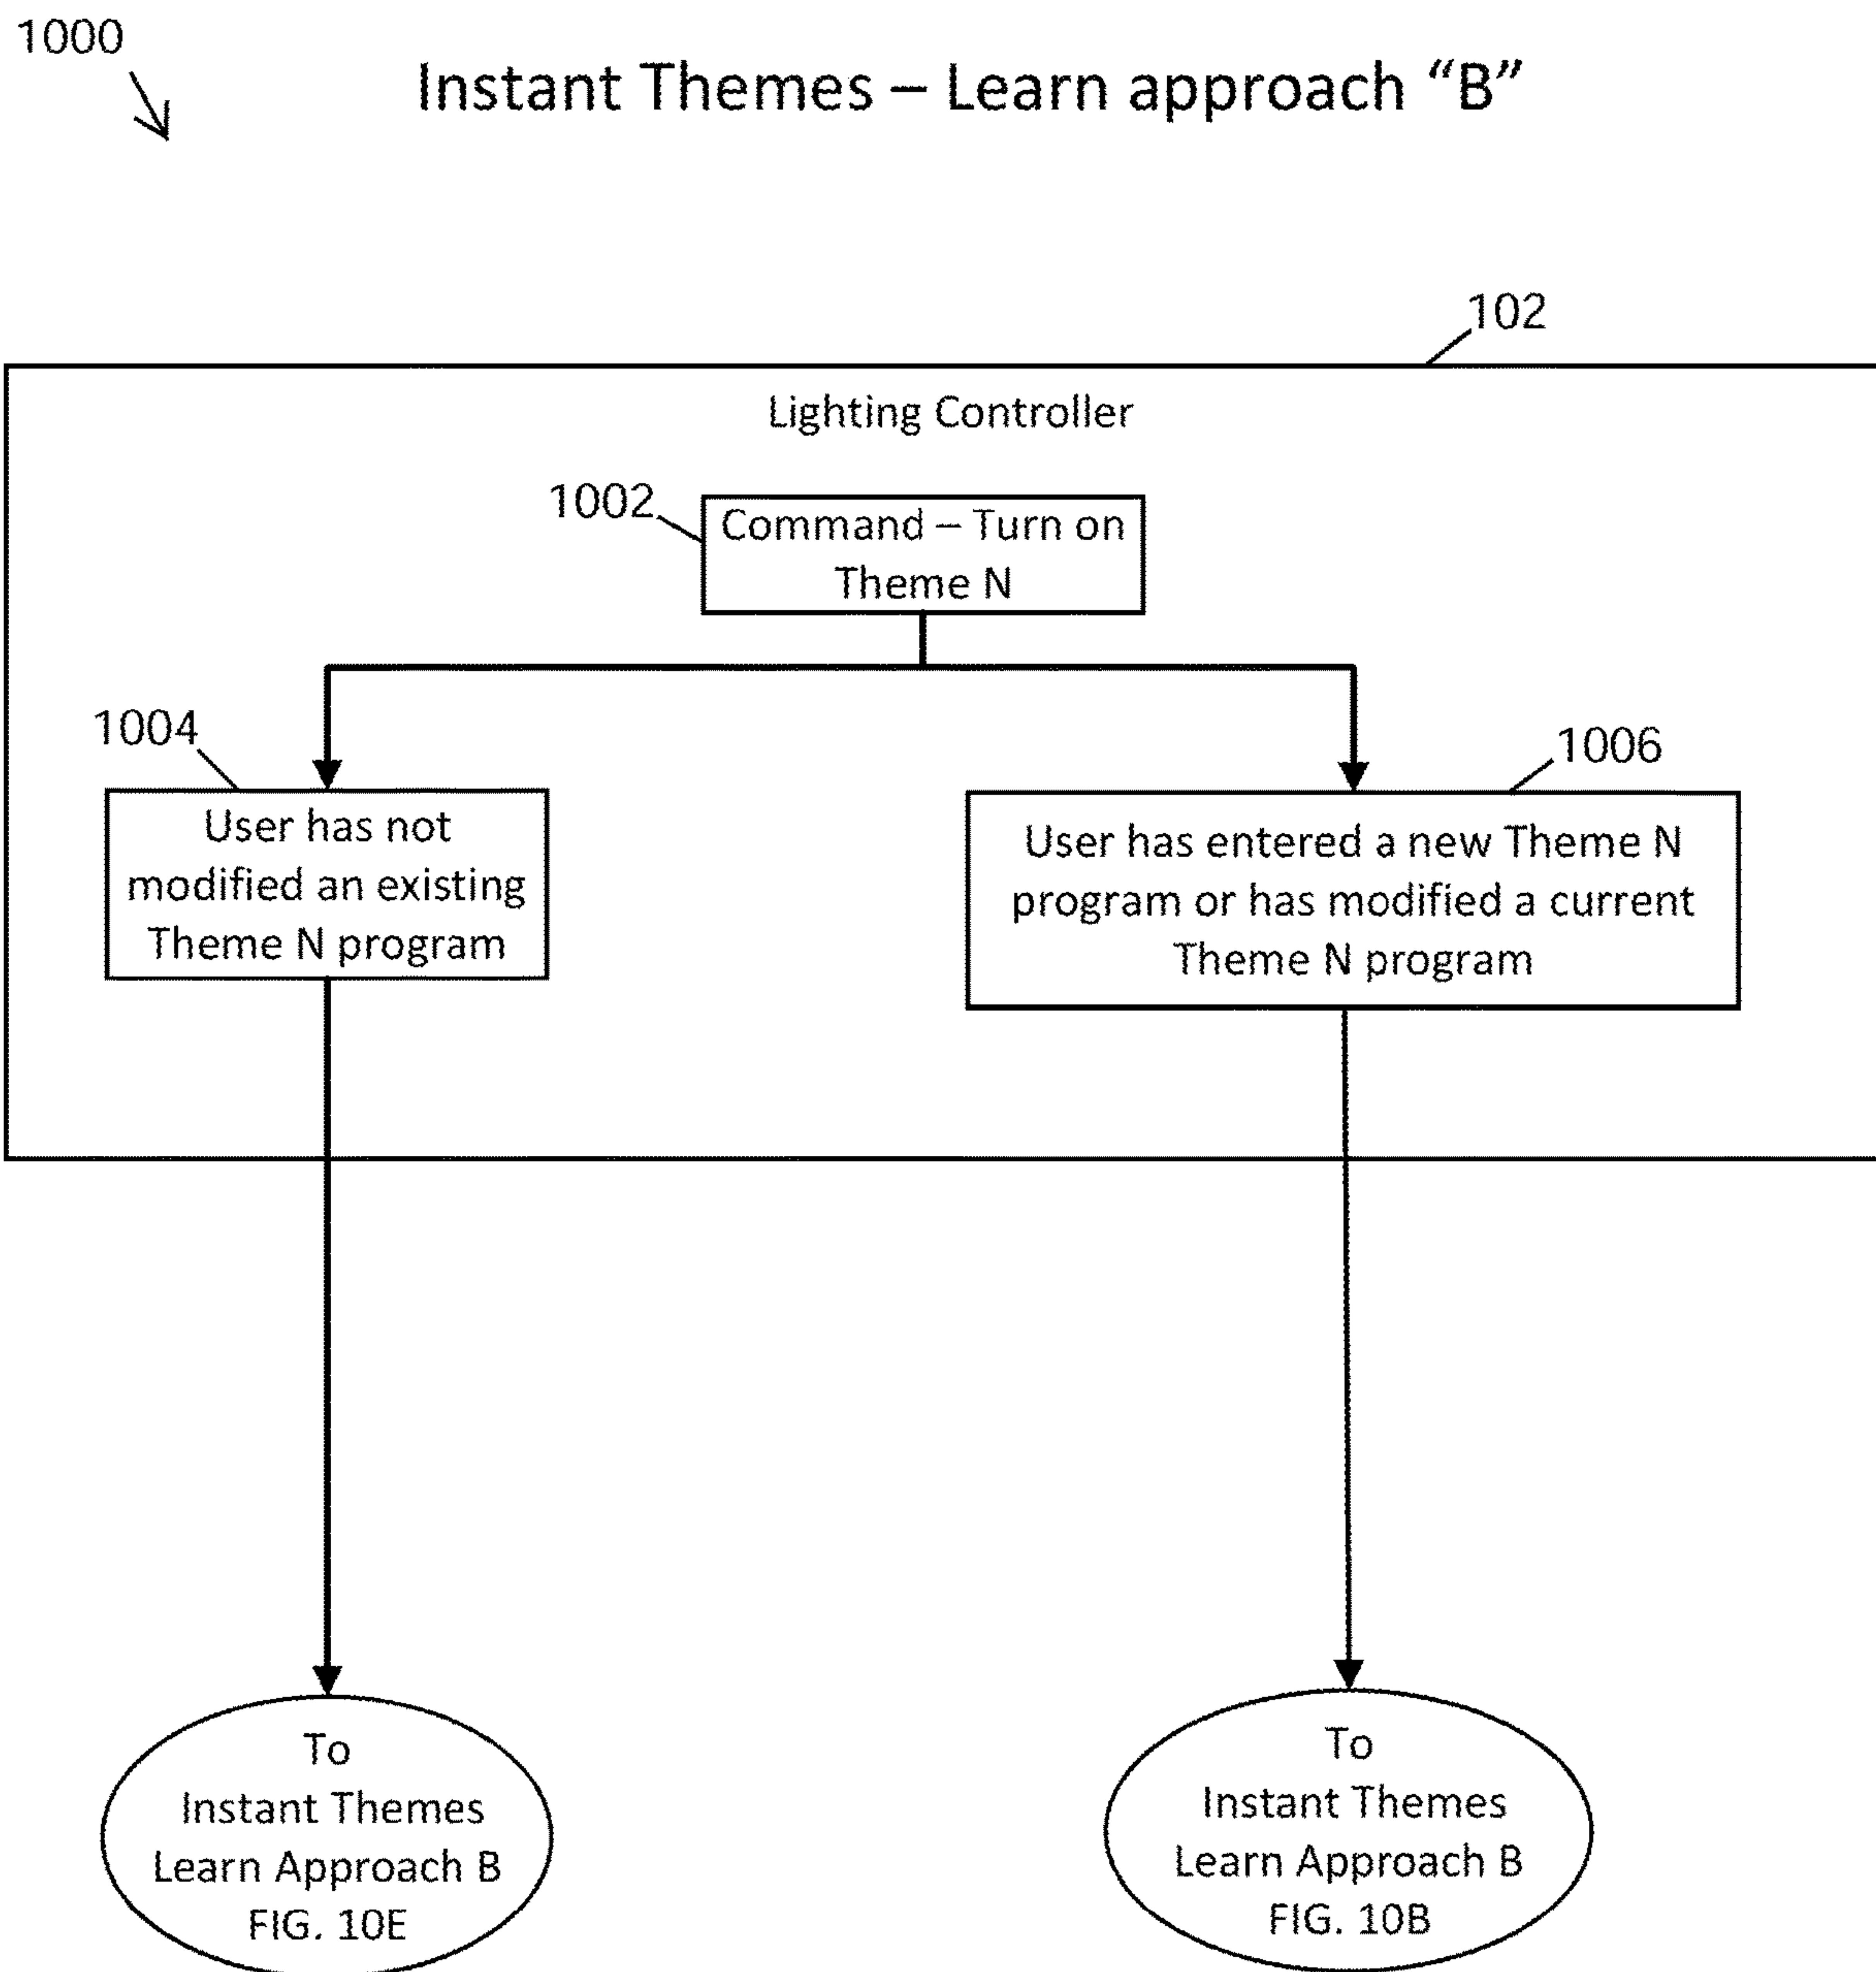 1000
Instant Themes – Learn approach “B”
102
Lighting Controller
1002
Command – Turn on
Theme N
1004
1006
User has not
modified an existing
Theme N program
User has entered a new Theme N
program or has modified a current
Theme N program
To
Instant Themes
Learn Approach B
FIG. 10E
To
Instant Themes
Learn Approach B
FIG. 10B